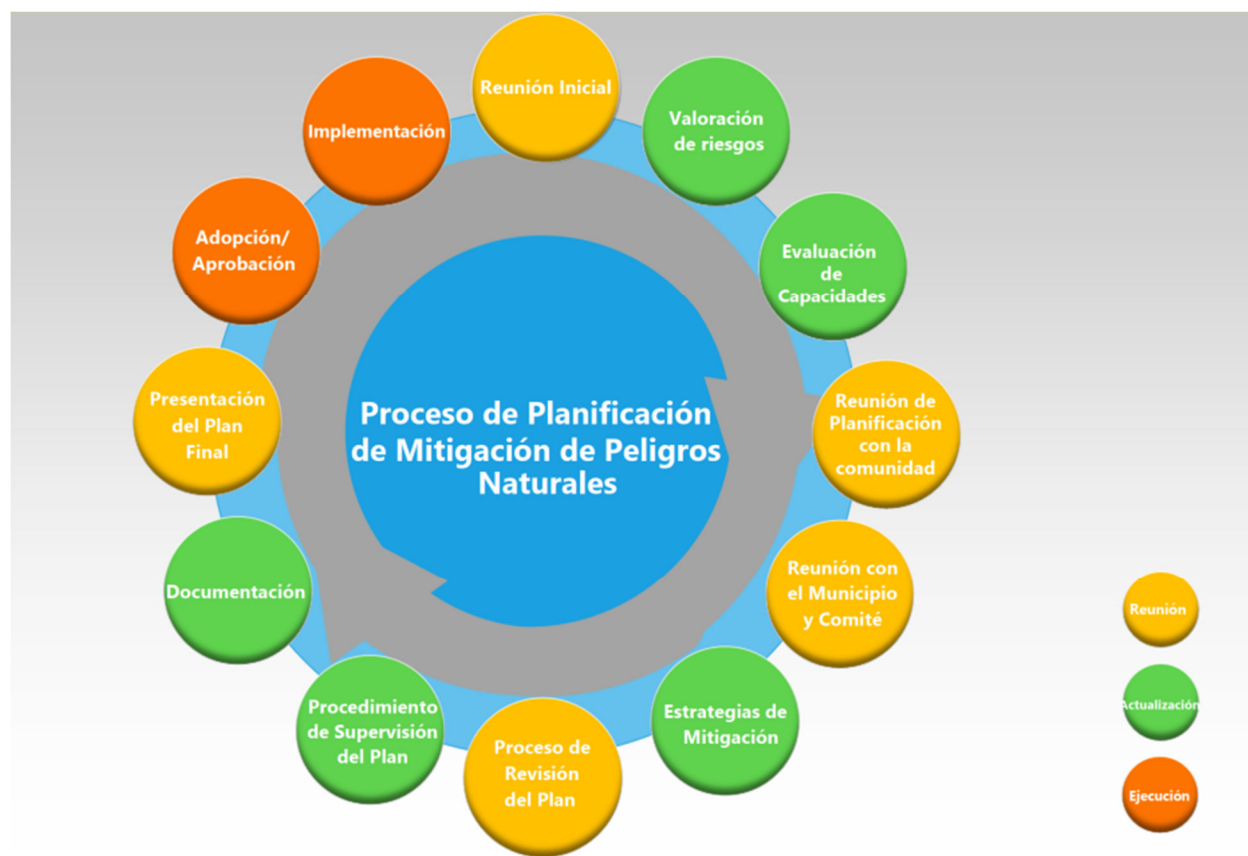 Reunión Inicial
Valoración
de riesgos
Evaluación
de
Capacidades
Reunión de
Planificación
con la
comunidad
Reunión con
el Municipio
y Comité
Estrategias de
Mitigación
Proceso de
Revisión
del Plan
Procedimiento
de Supervisión
del Plan
Documentación
Presentación
del Plan
Final
Adopción/
Aprobación
Implementación
Proceso de Planificación
de Mitigación de Peligros
Naturales
Reunión
Actualización
Ejecución